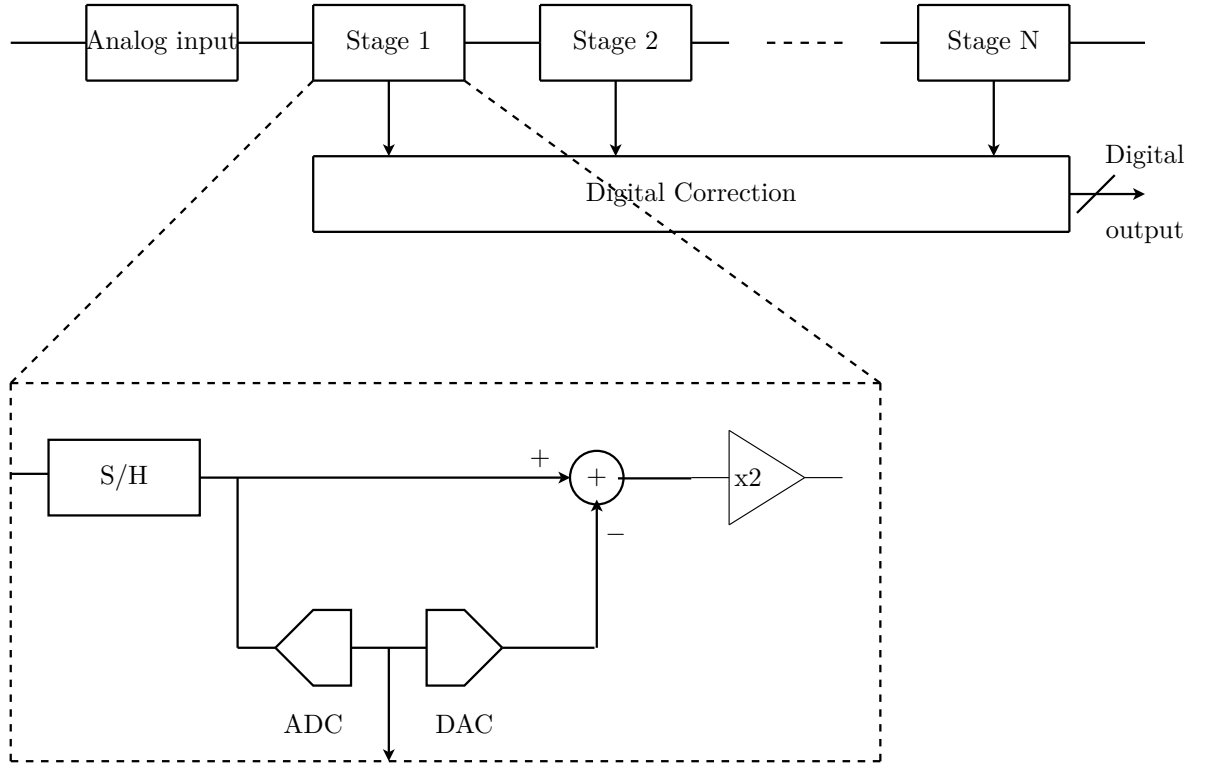 Analog input
Stage 1
Stage 2
Stage N
Digital
Digital Correction
output
S/H
+
+
x2
−
ADC
DAC